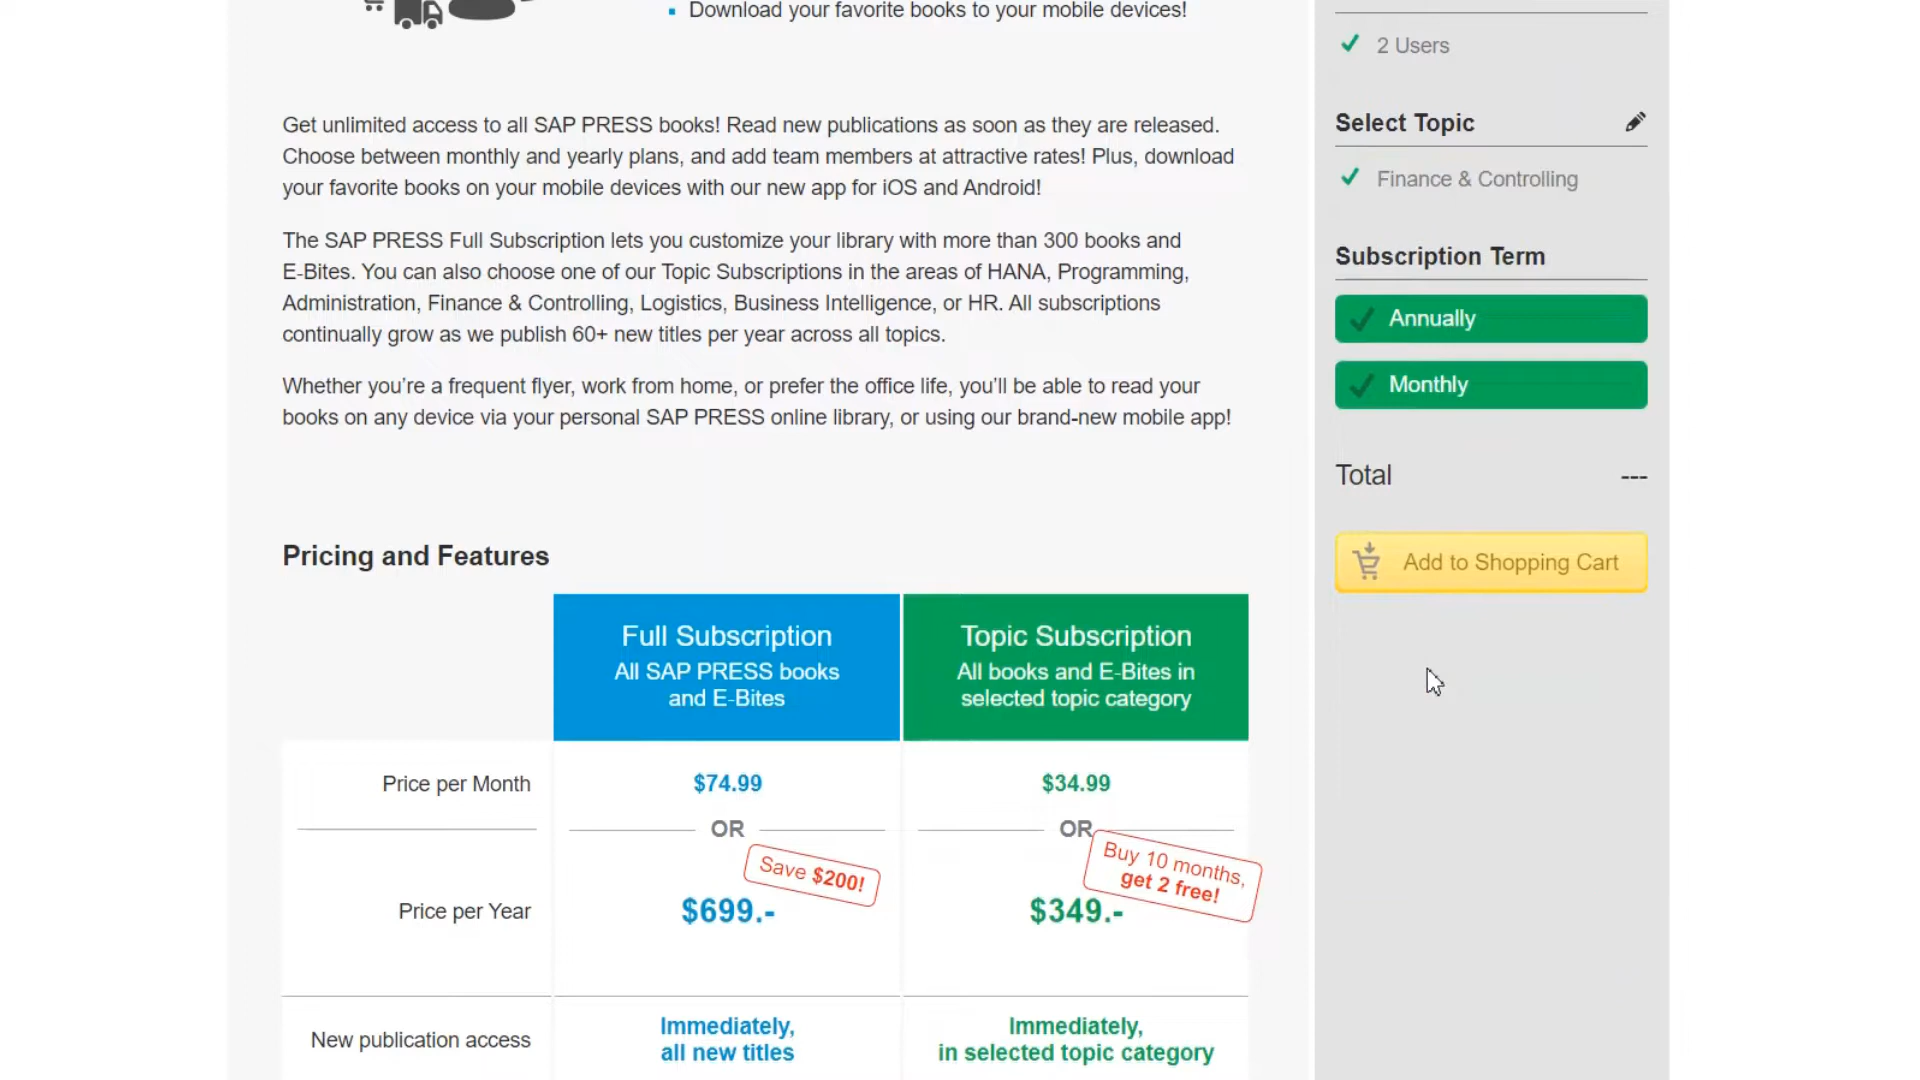 Download your favorite books to your mobile devices!
Get unlimited access to all SAP PRESS books! Read new publications as soon as they are released.
Choose between monthly and yearly plans, and add team members at attractive rates! Plus, download
your favorite books on your mobile devices with our new app for iOS and Android!
The SAP PRESS Full Subscription lets you customize your library with more than 300 books and
E-Bites. You can also choose one of our Topic Subscriptions in the areas of HANA, Programming,
Administration, Finance & Controlling, Logistics, Business Intelligence, or HR. All subscriptions
continually grow as we publish 60+ new titles per year across all topics.
Whether you’re a frequent flyer, work from home, or prefer the office life, you’ll be able to read your
books on any device via your personal SAP PRESS online library, or using our brand-new mobile app!
Pricing and Features
Full Subscription
All SAP PRESS books
and E-Bites
Topic Subscription
All books and E-Bites in
selected topic category
Price per Month
$74.99
$34.99
OR
OR
Save $200!
Buy 10 months,
get 2 free!
Price per Year
$699.-
$349.-
New publication access
Immediately,
all new titles
Immediately,
in selected topic category
2 Users
Select Topic
Finance & Controlling
Subscription Term
Annually
Monthly
Total
---
Add to Shopping Cart